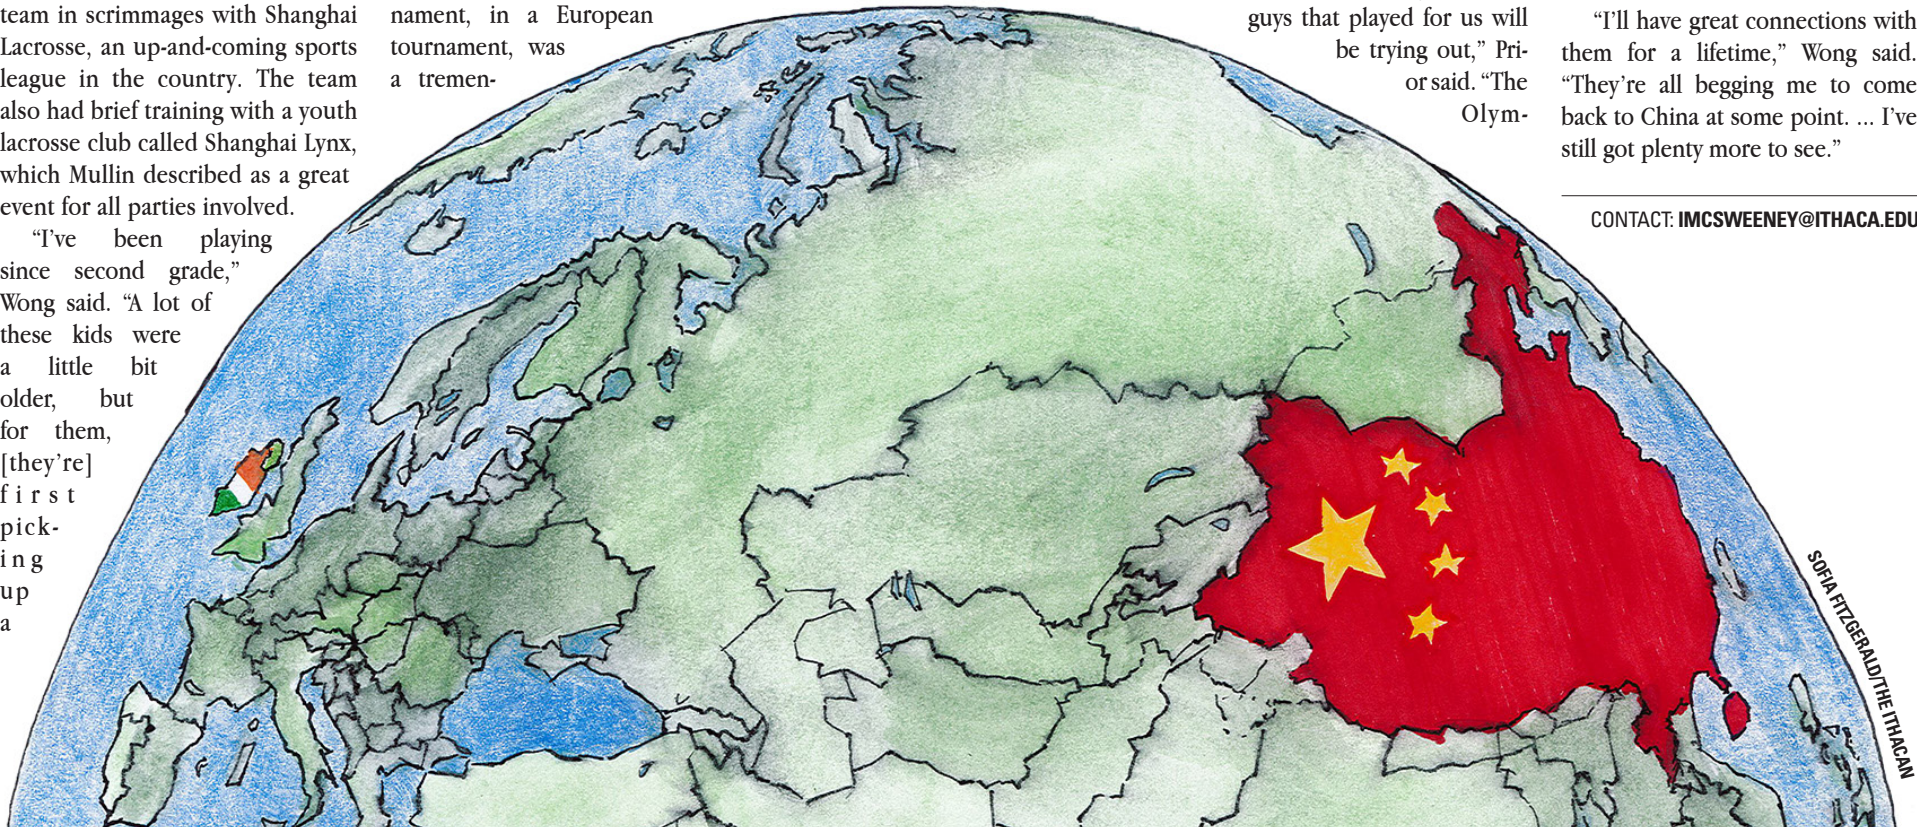 team in scrimmages with Shanghai
Lacrosse, an up-and-coming sports
league in the country. The team
also had brief training with a youth
lacrosse club called Shanghai Lynx,
which Mullin described as a great
event for all parties involved.
“I’ve been playing
since second grade,”
Wong said. “A lot of
these kids were
a little bit
older, but
for them,
[they’re]
first
pick-
ing
up
a
nament, in a European
tournament, was
a tremen-
guys that played for us will
be trying out,” Pri-
or said. “The
Olym-
“I’ll have great connections with
them for a lifetime,” Wong said.
“They’re all begging me to come
back to China at some point. ... I’ve
still got plenty more to see.”
CONTACT: IMCSWEENEY@ITHACA.EDU
SOFIA FITZGERALD/THE ITHACAN